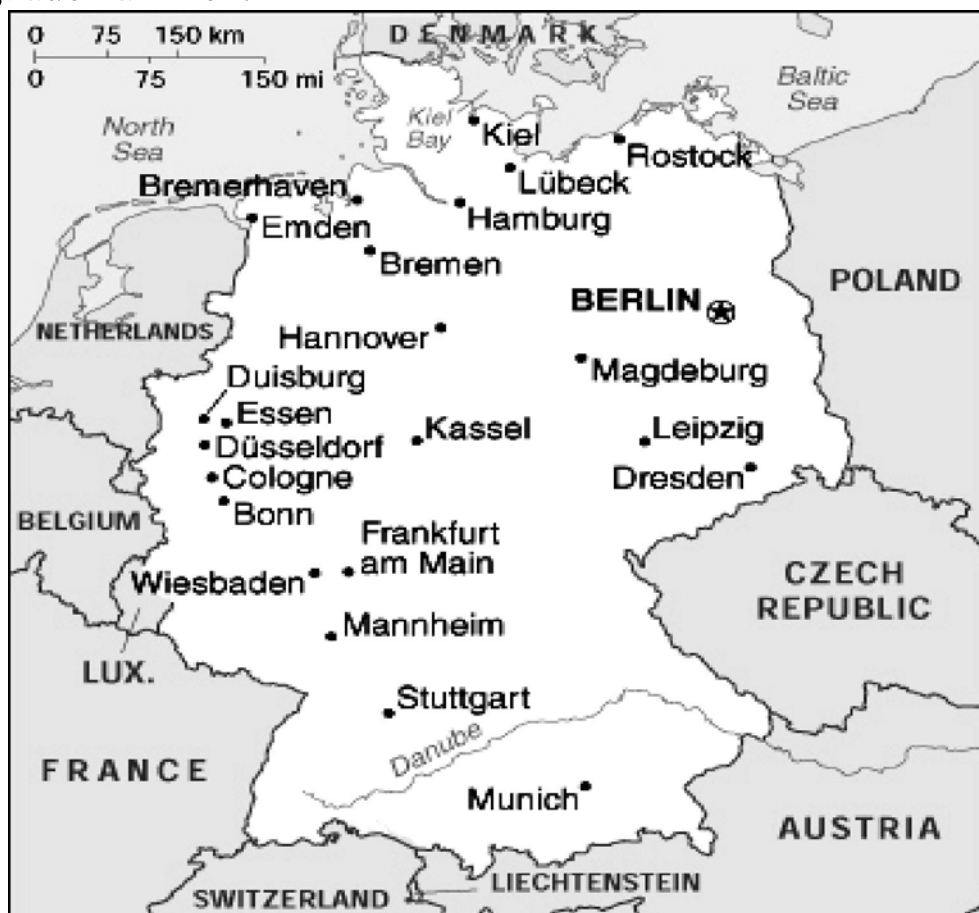 0 75 150 km
0 75 150 mi
DENMARK
Baltic
Sea
North
Sea
Kiel
Bay
Kiel
Rostock
Lübeck
Bremerhaven
Hamburg
Emden
Bremen
POLAND
BERLIN
NETHERLANDS
Hannover
Magdeburg
Duisburg
Essen
Kassel
Leipzig
Düsseldorf
Cologne
Dresden
BELGIUM
Bonn
Frankfurt
am Main
Wiesbaden
CZECH
REPUBLIC
Mannheim
LUX.
Stuttgart
Danube
FRANCE
Munich
AUSTRIA
LIECHTENSTEIN
SWITZERLAND